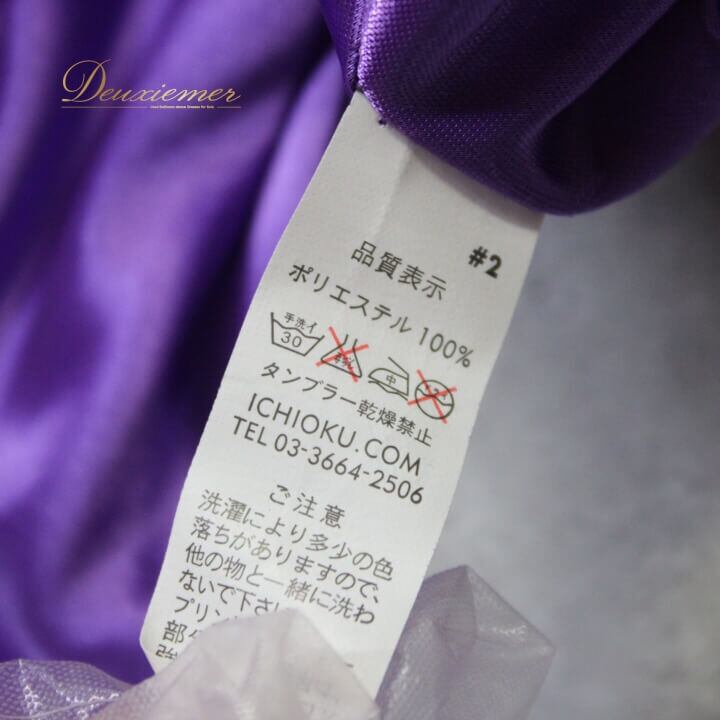 Deuxiemer
#2
品質表示
ポリエステル 100%
手洗イ
30
中
タンブラー乾燥禁止
ICHIOKU.COM
TEL 03-3664-2506
ご注意
洗濯により多少の色
落ちがありますので、
他の物と一緒に洗わ
ないで下さい
プリン
部
強